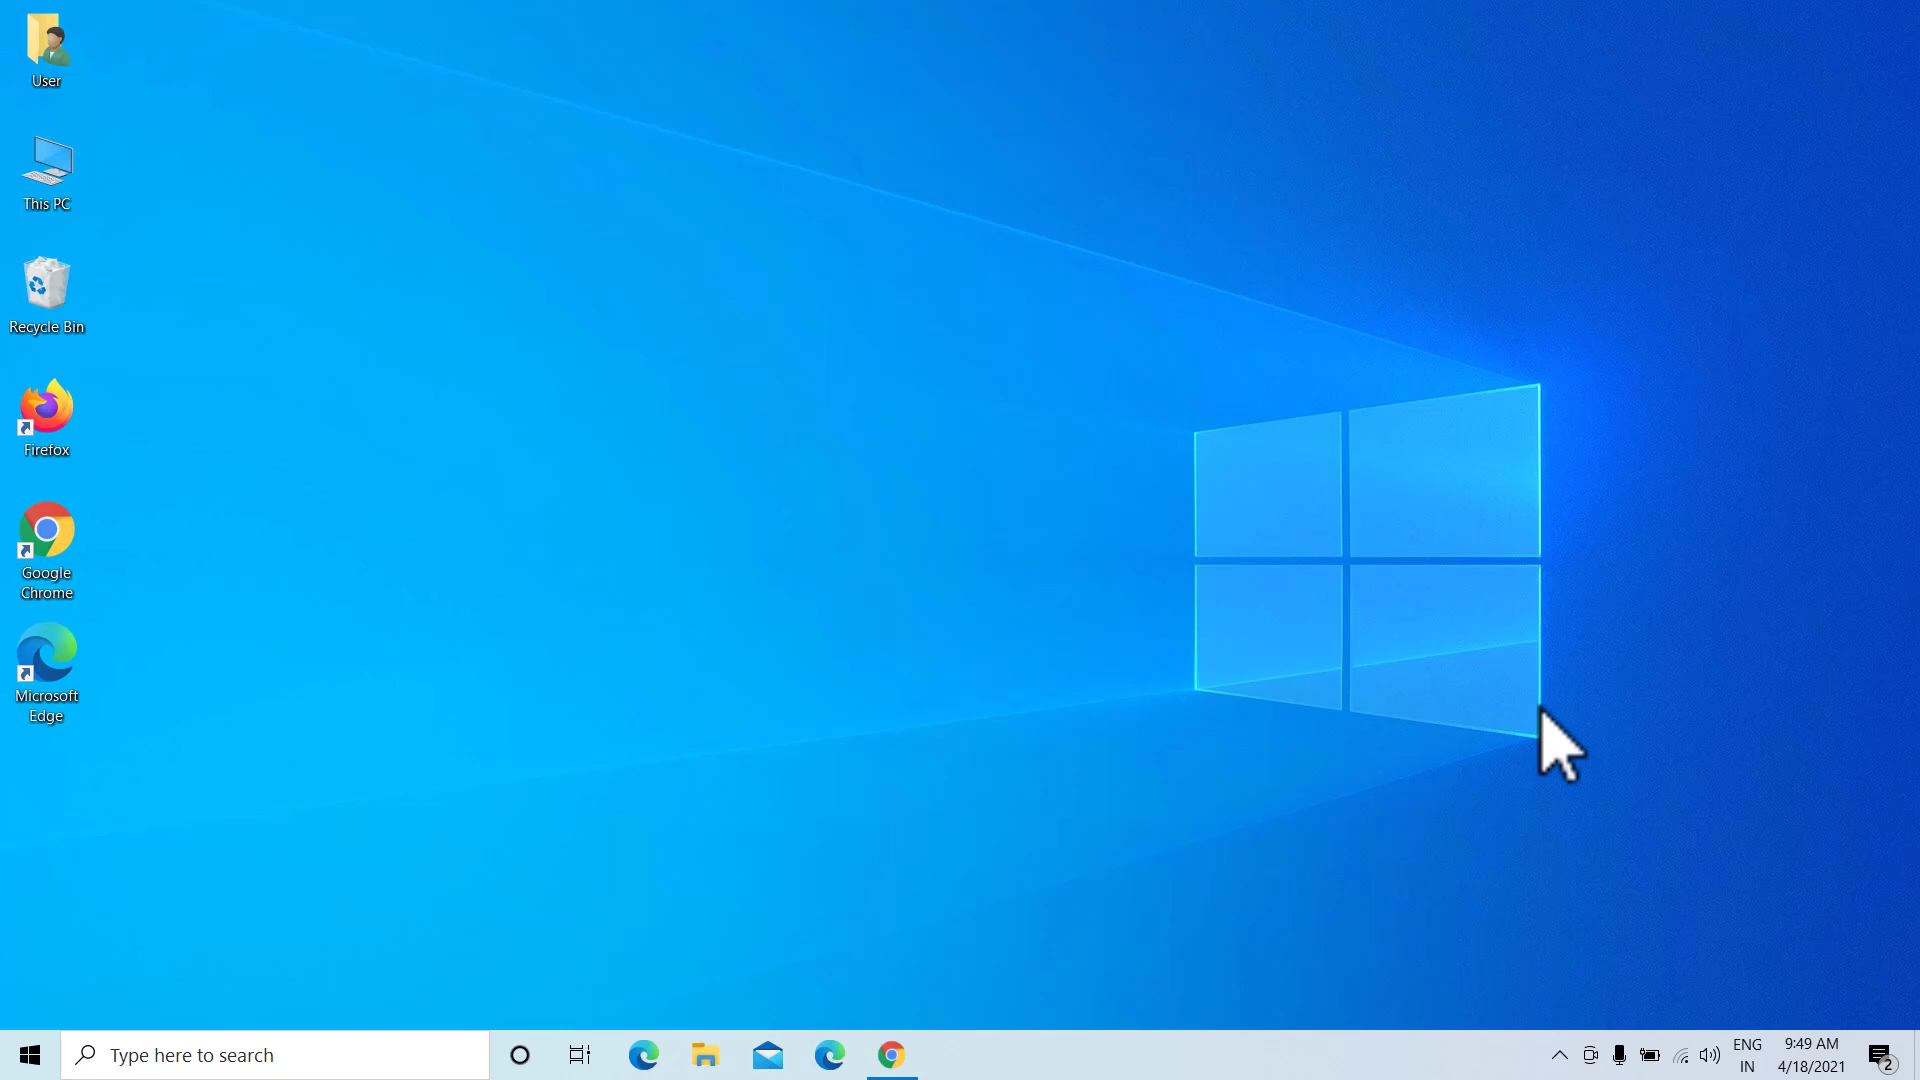 User
This PC
Recycle Bin
Firefox
Google
Chrome
Microsoft
Edge
Type here to search
ENG
IN
9:49 AM
4/18/2021
2